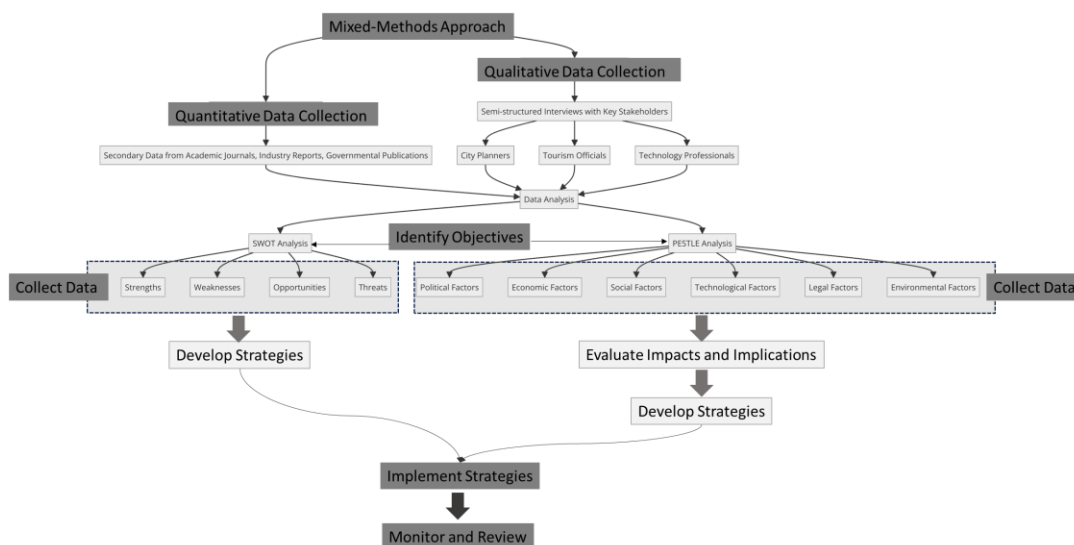 Mixed-Methods Approach
Qualitative Data Collection
Quantitative Data Collection
Semi-structured Interviews with Key Stakeholders
Secondary Data from Academic Journals, Industry Reports, Governmental Publications
City Planners
Tourism Officials
Technology Professionals
Data Analysis
SWOT Analysis
Identify Objectives
PESTLE Analysis
Collect Data
Strengths
Weaknesses
Opportunities
Threats
Political Factors
Economic Factors
Social Factors
Technological Factors
Legal Factors
Environmental Factors
Collect Data
Develop Strategies
Evaluate Impacts and Implications
Develop Strategies
Implement Strategies
Monitor and Review